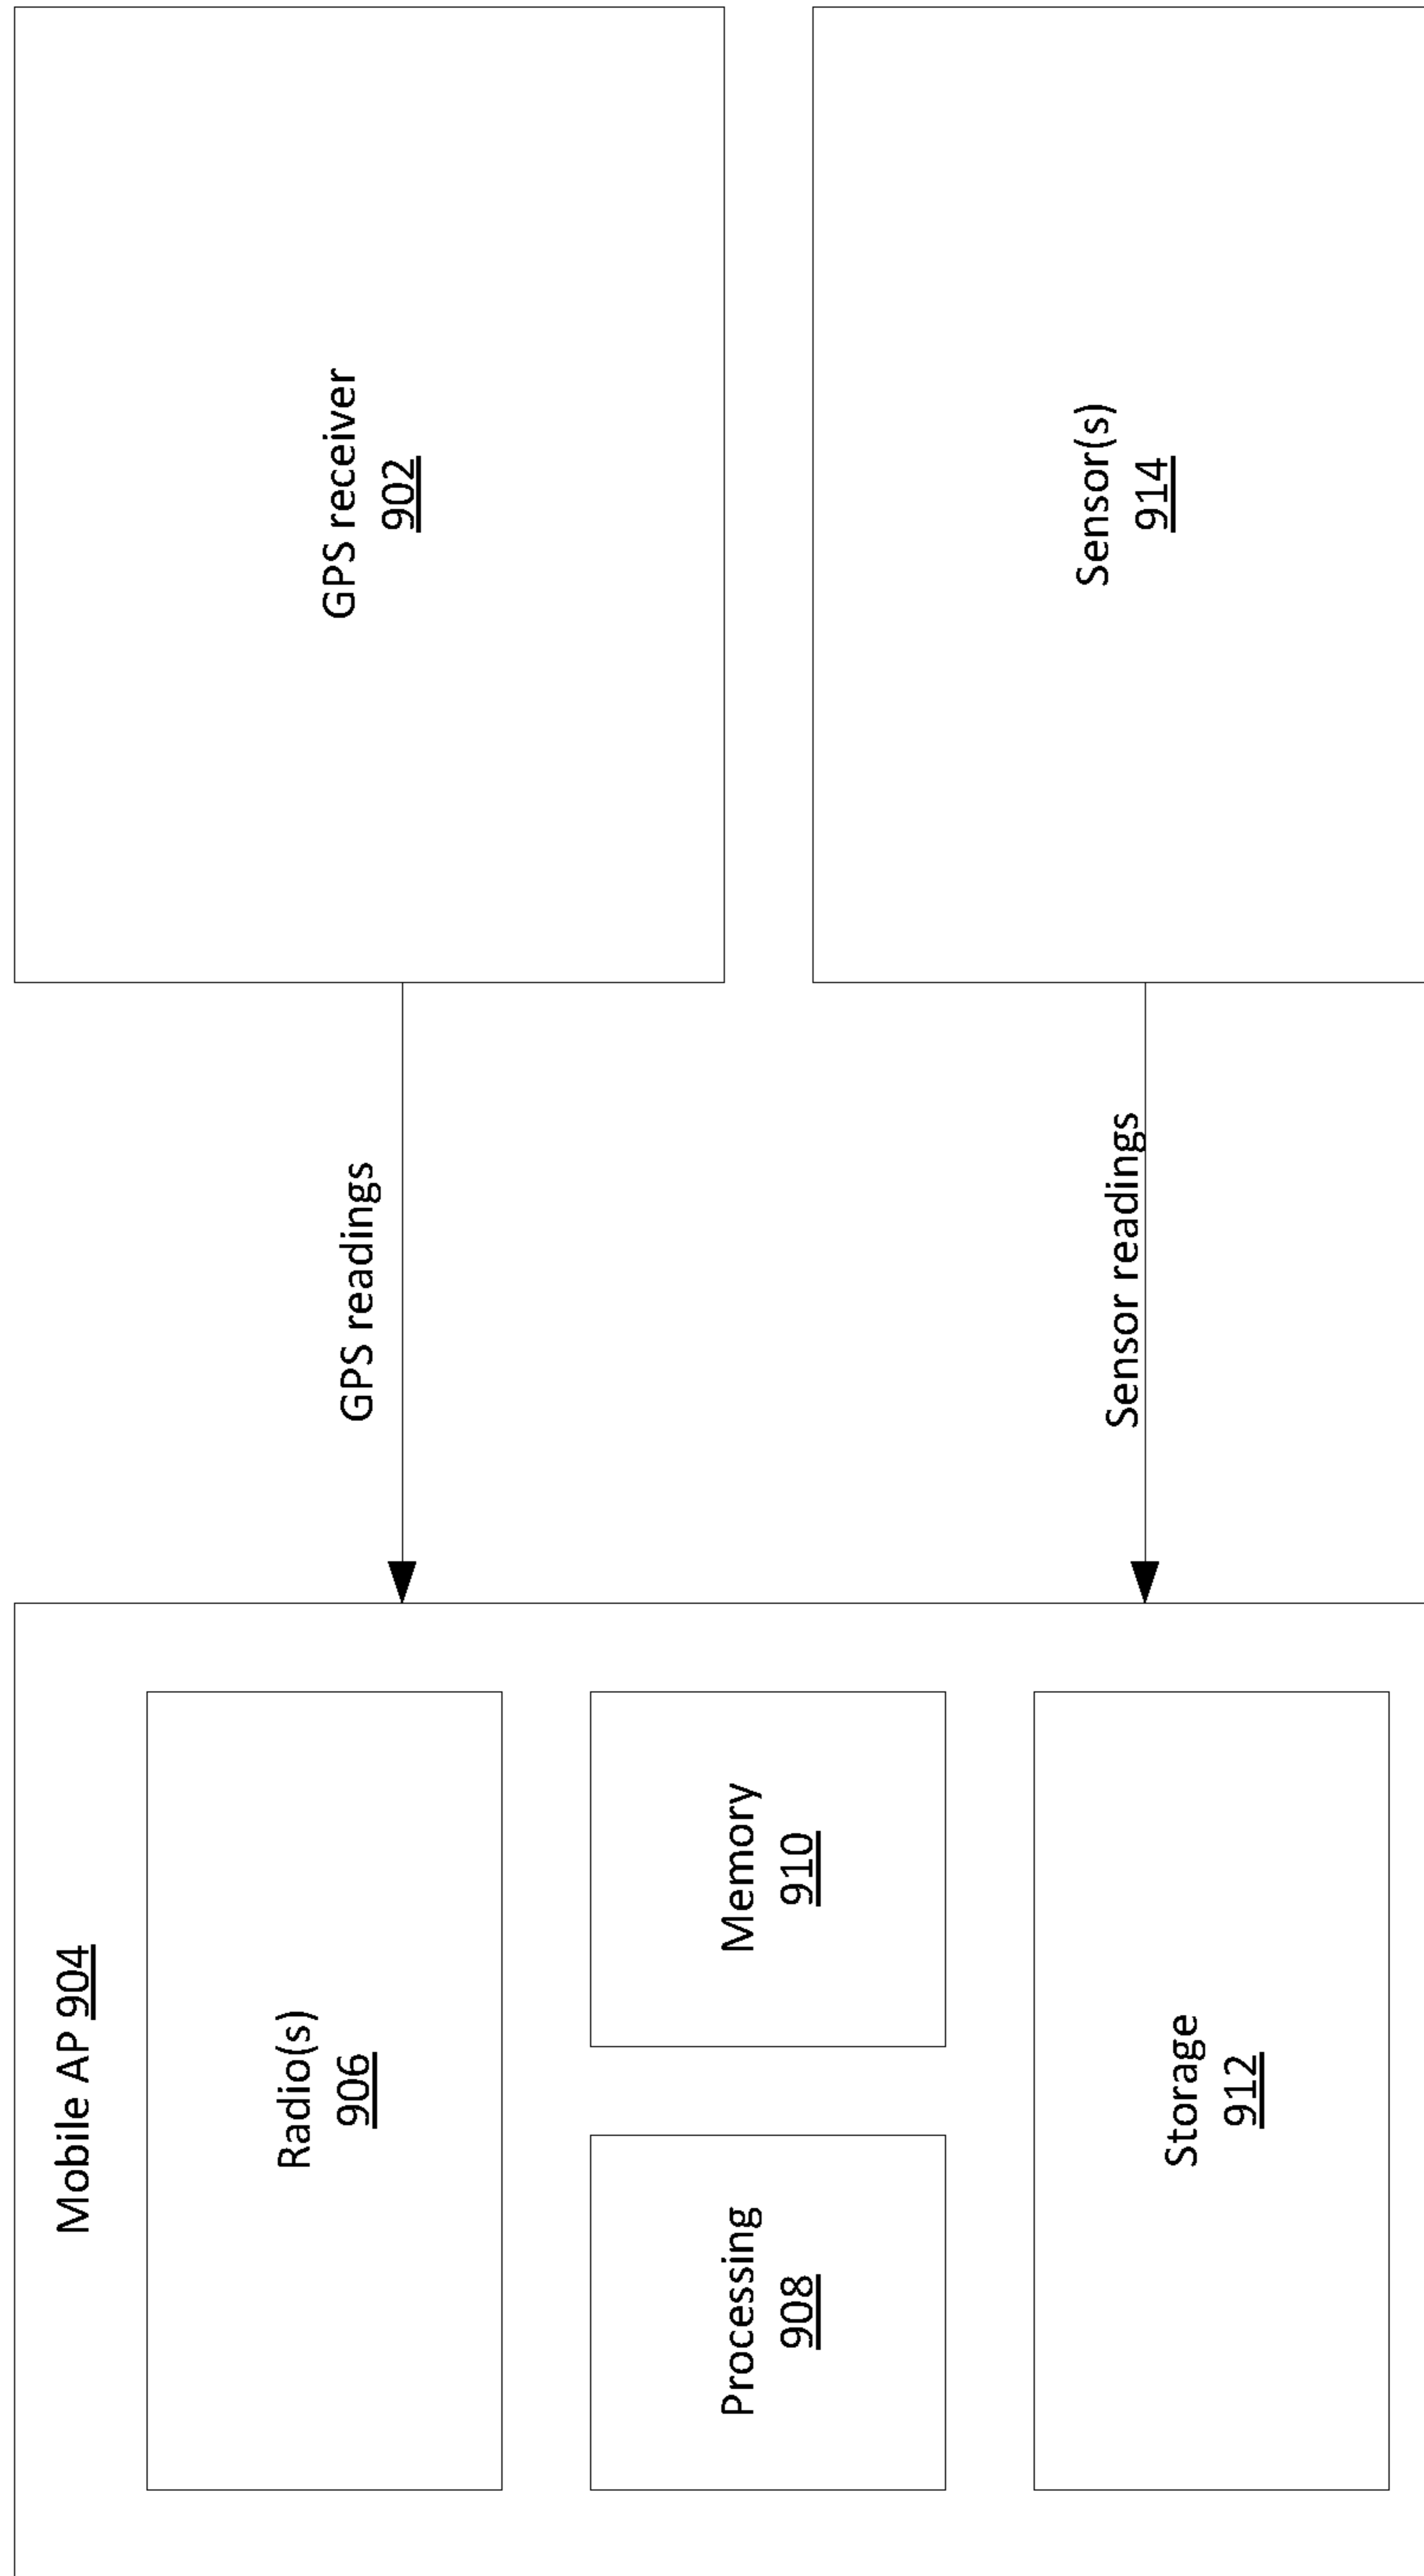 Mobile AP 904
Radio(s)
906
Processing
908
Memory
910
Storage
912
GPS readings
Sensor readings
GPS receiver
902
Sensor(s)
914